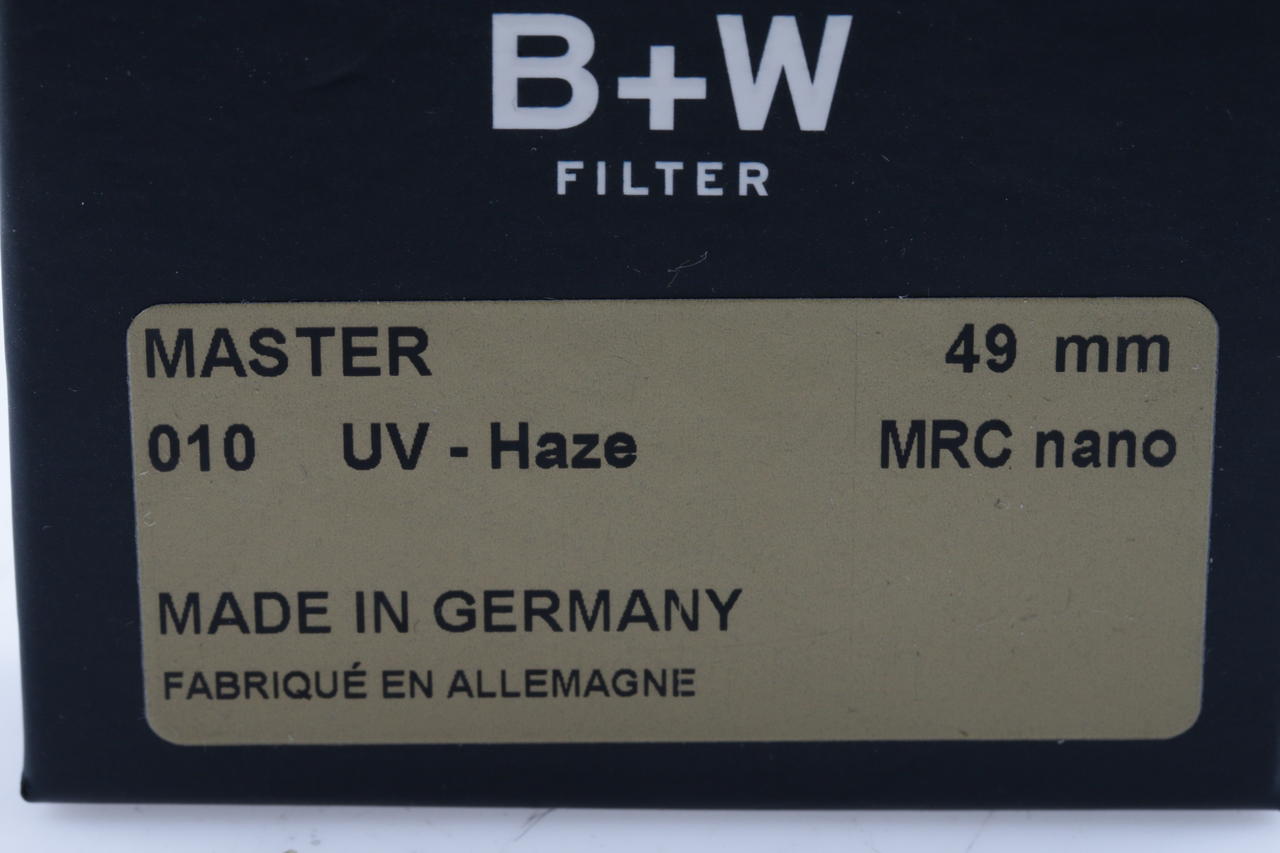 B+W
FILTER
MASTER 49 mm
010 UV - Haze MRC nano
MADE IN GERMANY
FABRIQUÉ EN ALLEMAGNE